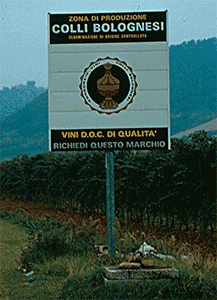 ZONA DI PRODUZIONE
COLLI BOLOGNESI
DENOMINAZIONE DI ORIGINE CONTROLLATA
VINI D.O.C. DI QUALITA'
RICHIEDI QUESTO MARCHIO